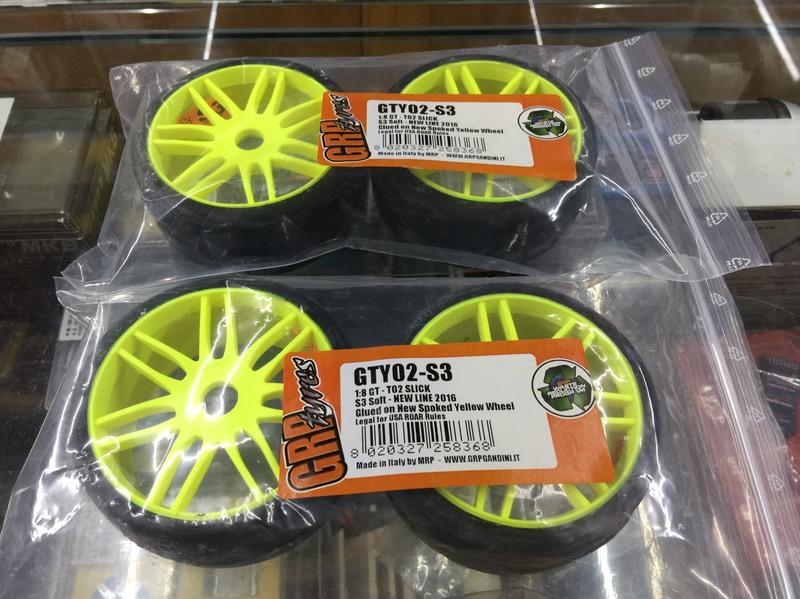 GRP tyres
GTY02-S3
1:8 GT - TO2 SLICK
S3 Soft - NEW LINE 2016
Glued on New Spoked Yellow Wheel
Legal for USA ROAR Rules
8 020327 258368
Made in Italy by MRP - WWW.GRPGANDINI.IT
MKS
GRP tyres
GTY02-S3
1:8 GT - TO2 SLICK
S3 Soft - NEW LINE 2016
Glued on New Spoked Yellow Wheel
Legal for USA ROAR Rules
8 020327 258368
Made in Italy by MRP - WWW.GRPGANDINI.IT